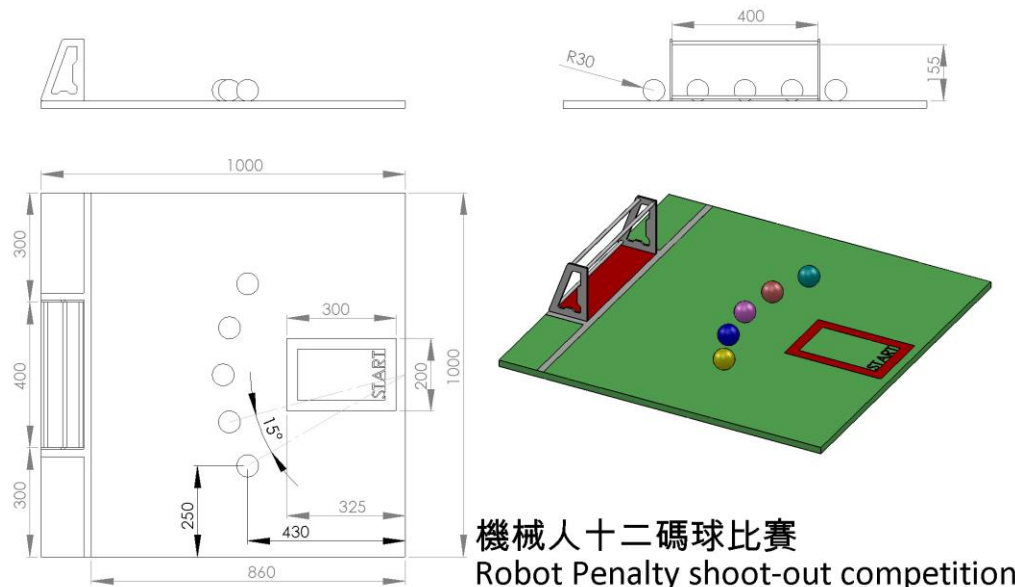 400
R30
155
1000
300
300
400
200
1000
START
START
15°
250
325
300
430
860
機械人十二碼球比賽
Robot Penalty shoot-out competition